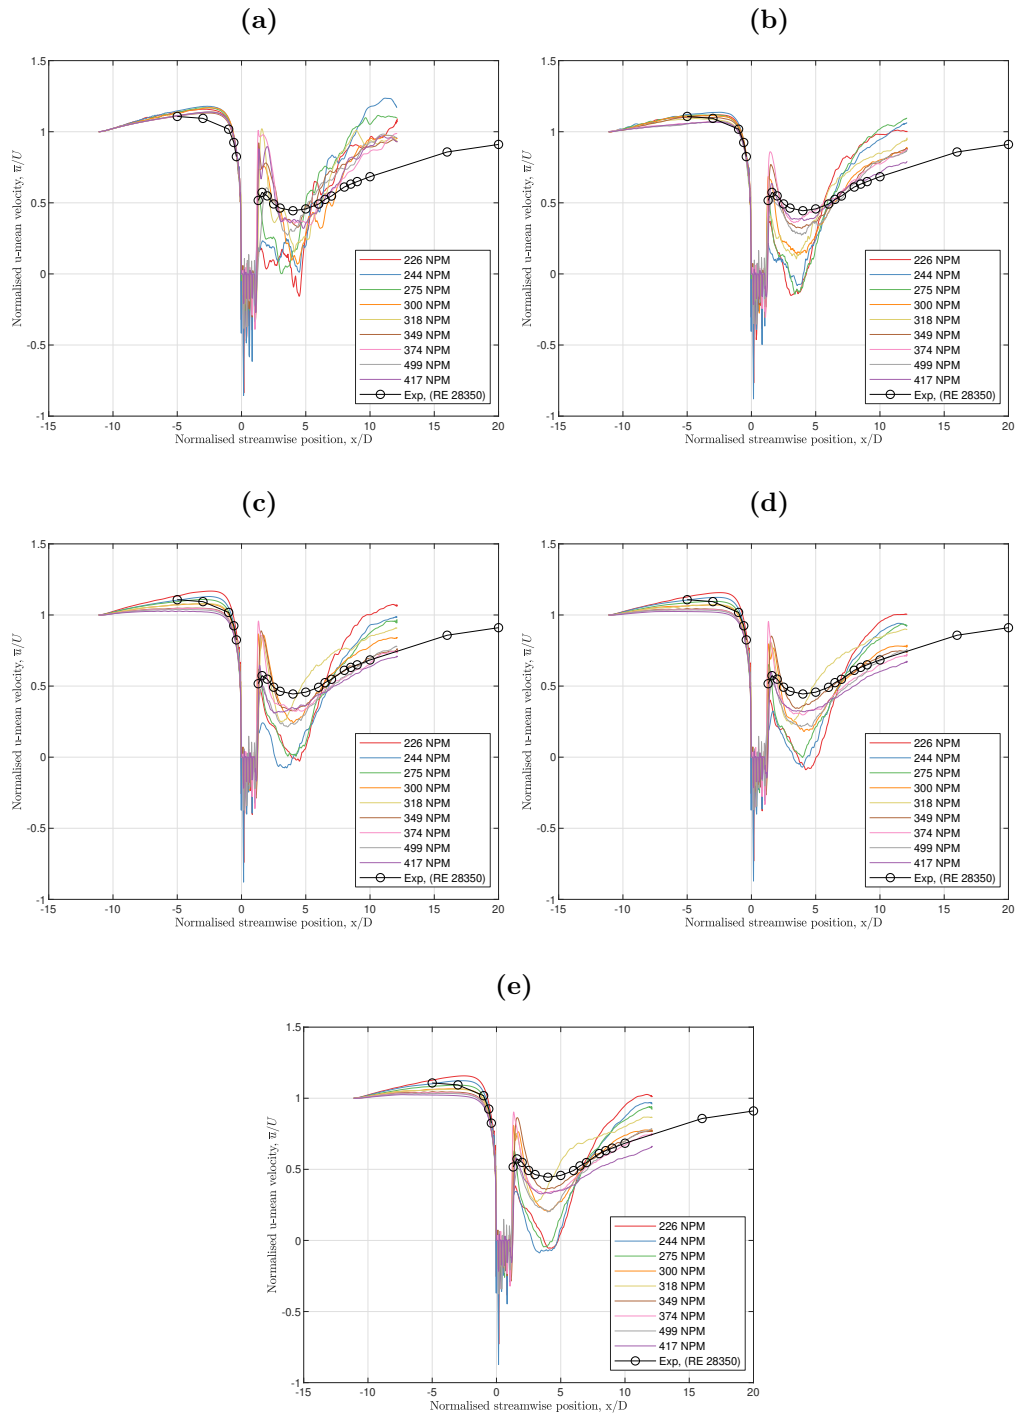 (a)
1.5
1
0.5
0
-0.5
-1
-15 -10 -5 0 5 10 15 20
Normalised u-mean velocity, u̅/U
Normalised streamwise position, x/D
226 NPM
244 NPM
275 NPM
300 NPM
318 NPM
349 NPM
374 NPM
499 NPM
417 NPM
Exp, (RE 28350)
(b)
1.5
1
0.5
0
-0.5
-1
-15 -10 -5 0 5 10 15 20
Normalised u-mean velocity, u̅/U
Normalised streamwise position, x/D
226 NPM
244 NPM
275 NPM
300 NPM
318 NPM
349 NPM
374 NPM
499 NPM
417 NPM
Exp, (RE 28350)
(c)
1.5
1
0.5
0
-0.5
-1
-15 -10 -5 0 5 10 15 20
Normalised u-mean velocity, u̅/U
Normalised streamwise position, x/D
226 NPM
244 NPM
275 NPM
300 NPM
318 NPM
349 NPM
374 NPM
499 NPM
417 NPM
Exp, (RE 28350)
(d)
1.5
1
0.5
0
-0.5
-1
-15 -10 -5 0 5 10 15 20
Normalised u-mean velocity, u̅/U
Normalised streamwise position, x/D
226 NPM
244 NPM
275 NPM
300 NPM
318 NPM
349 NPM
374 NPM
499 NPM
417 NPM
Exp, (RE 28350)
(e)
1.5
1
0.5
0
-0.5
-1
-15 -10 -5 0 5 10 15 20
Normalised u-mean velocity, u̅/U
Normalised streamwise position, x/D
226 NPM
244 NPM
275 NPM
300 NPM
318 NPM
349 NPM
374 NPM
499 NPM
417 NPM
Exp, (RE 28350)